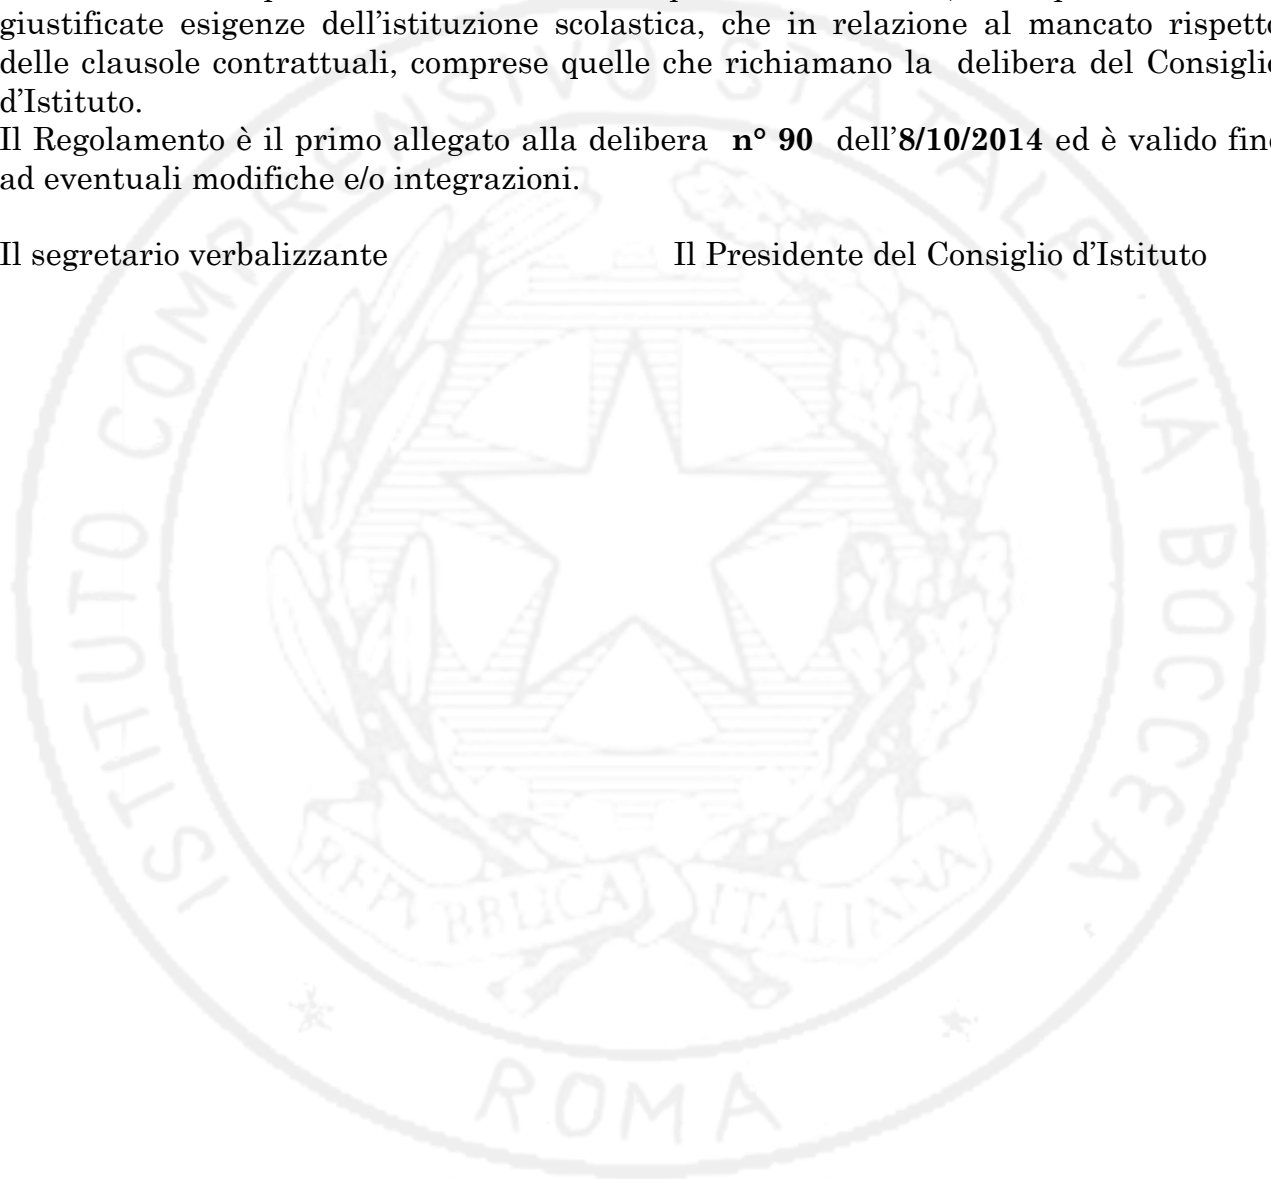 giustificate esigenze dell'istituzione scolastica, che in relazione al mancato rispetto
delle clausole contrattuali, comprese quelle che richiamano la delibera del Consiglio
d'Istituto.
Il Regolamento è il primo allegato alla delibera n° 90 dell'8/10/2014 ed è valido fino
ad eventuali modifiche e/o integrazioni.
Il segretario verbalizzante Il Presidente del Consiglio d'Istituto
ISTITUTO COMPRENSIVO STATALE VIA BOCCEA
REPUBBLICA ITALIANA
ROMA